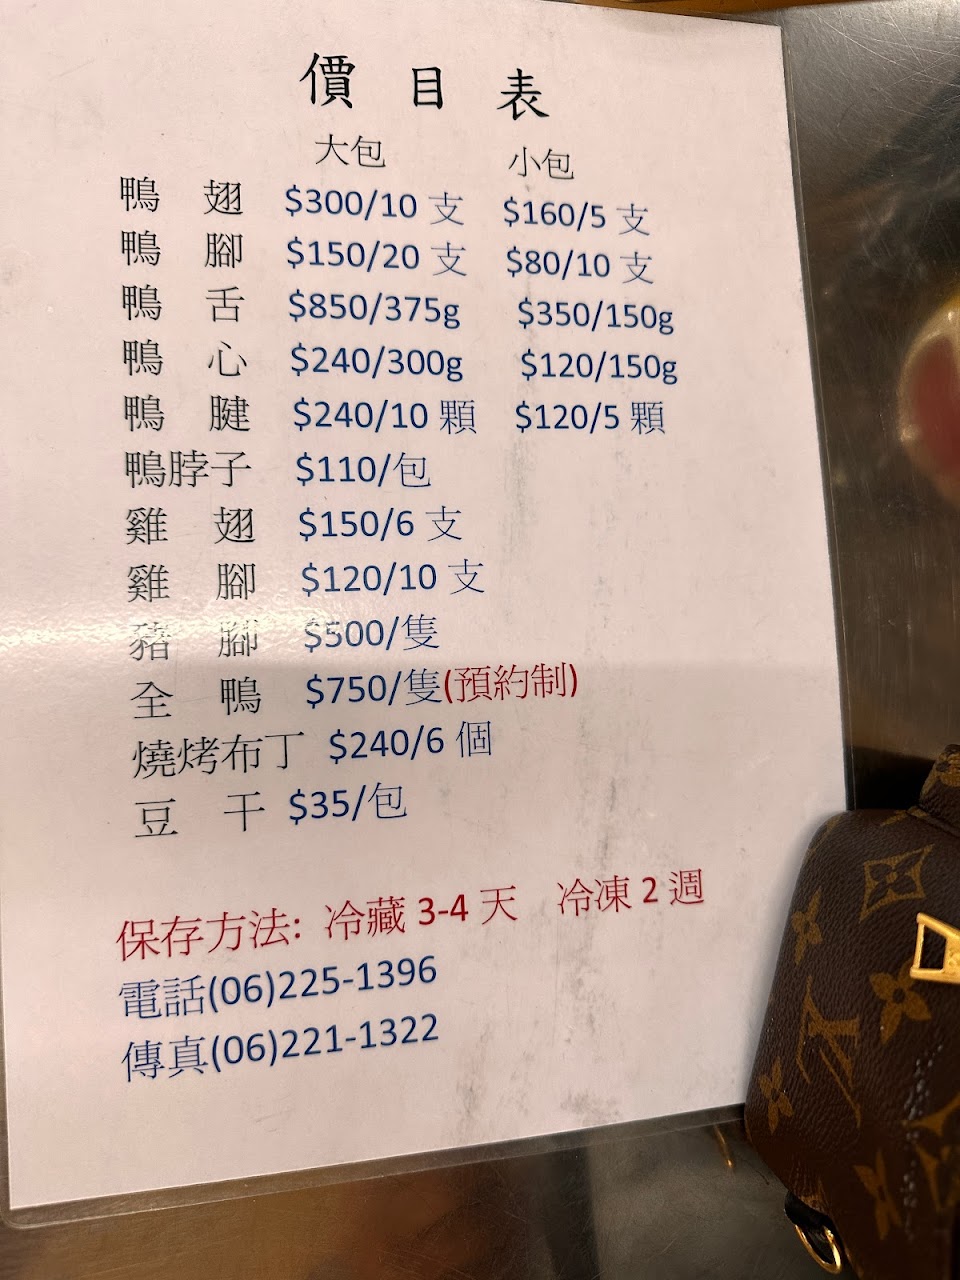 價目表
大包 小包
鴨翅 $300/10 支 $160/5 支
鴨腳 $150/20 支 $80/10 支
鴨舌 $850/375g $350/150g
鴨心 $240/300g $120/150g
鴨腱 $240/10 顆 $120/5 顆
鴨脖子 $110/包
雞翅 $150/6 支
雞腳 $120/10 支
豬腳 $500/隻
全鴨 $750/隻(預約制)
燒烤布丁 $240/6 個
豆干 $35/包
保存方法: 冷藏 3-4 天 冷凍 2 週
電話(06)225-1396
傳真(06)221-1322